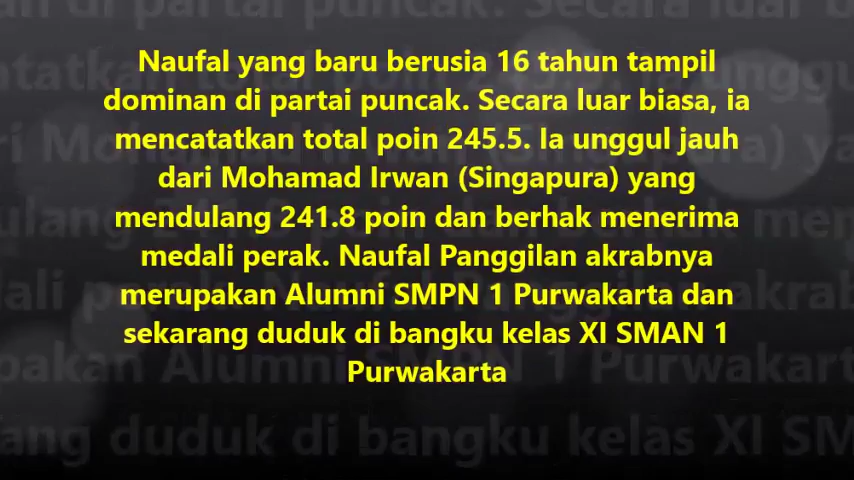 Naufal yang baru berusia 16 tahun tampil
dominan di partai puncak. Secara luar biasa, ia
mencatatkan total poin 245.5. Ia unggul jauh
dari Mohamad Irwan (Singapura) yang
mendulang 241.8 poin dan berhak menerima
medali perak. Naufal Panggilan akrabnya
merupakan Alumni SMPN 1 Purwakarta dan
sekarang duduk di bangku kelas XI SMAN 1
Purwakarta